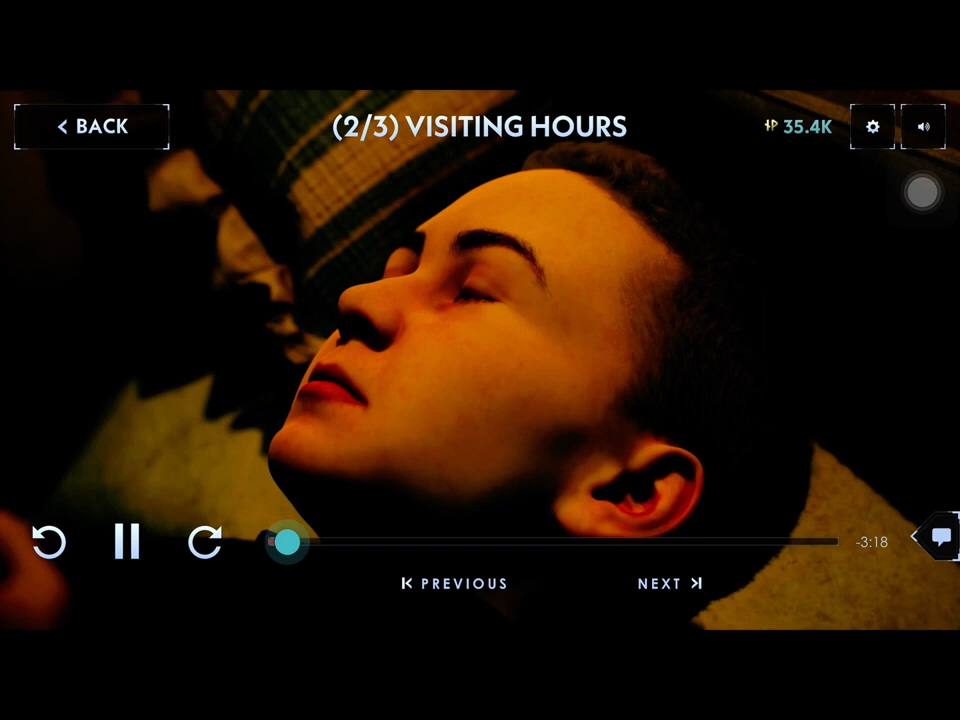 BACK
(2/3) VISITING HOURS
35.4K
-3:18
PREVIOUS
NEXT